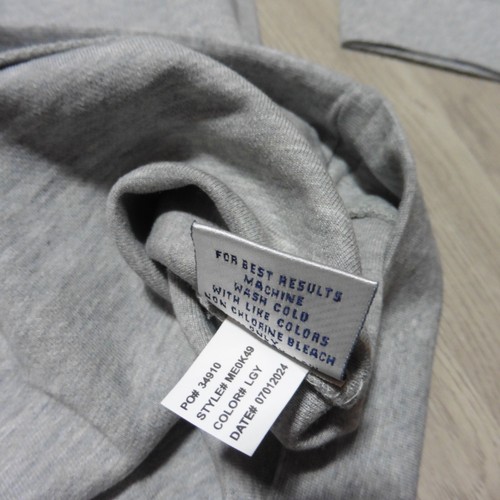 FOR BEST RESULTS
MACHINE
WASH COLD
WITH LIKE COLORS
NON CHLORINE BLEACH
ONLY
PO# 34910
STYLE# ME0K49
COLOR# LGY
DATE# 07012024